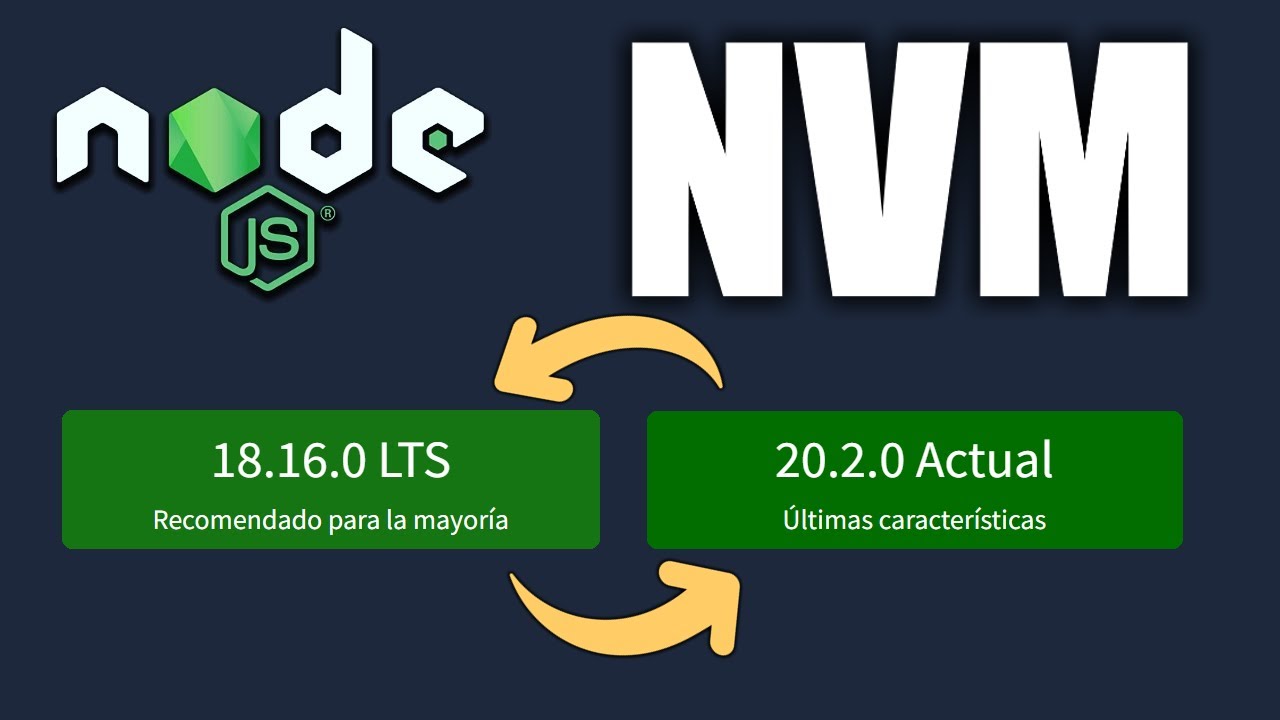 node
JS®
NVM
18.16.0 LTS
Recomendado para la mayoría
20.2.0 Actual
Últimas características